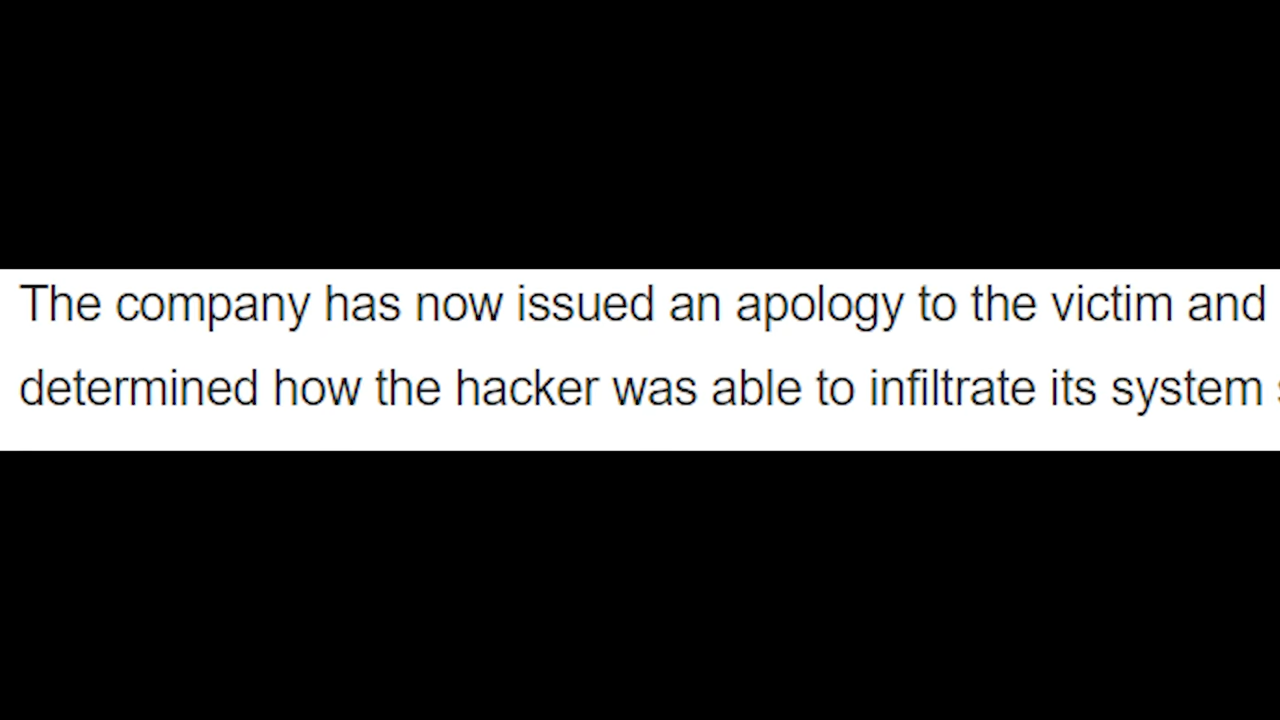 The company has now issued an apology to the victim and
determined how the hacker was able to infiltrate its system